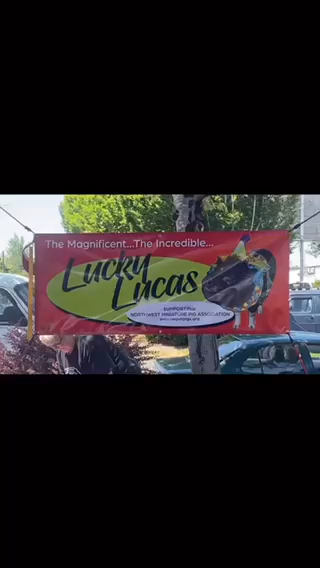 The Magnificent...The Incredible...
Lucky
Lucas
SUPPORTING
NORTHWEST MINIATURE PIG ASSOCIATION